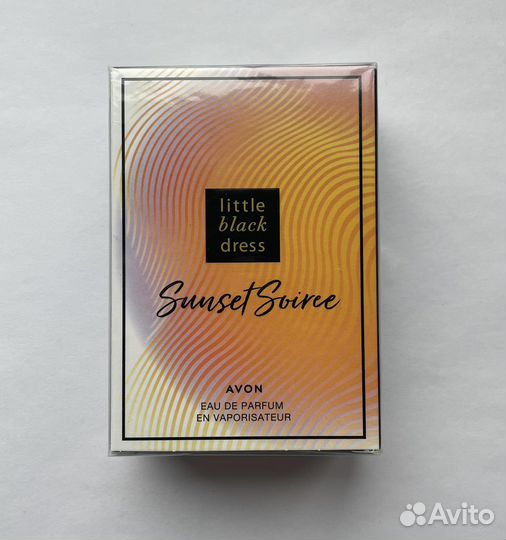 little
black
dress
Sunset Soiree
AVON
EAU DE PARFUM
EN VAPORISATEUR
Avito